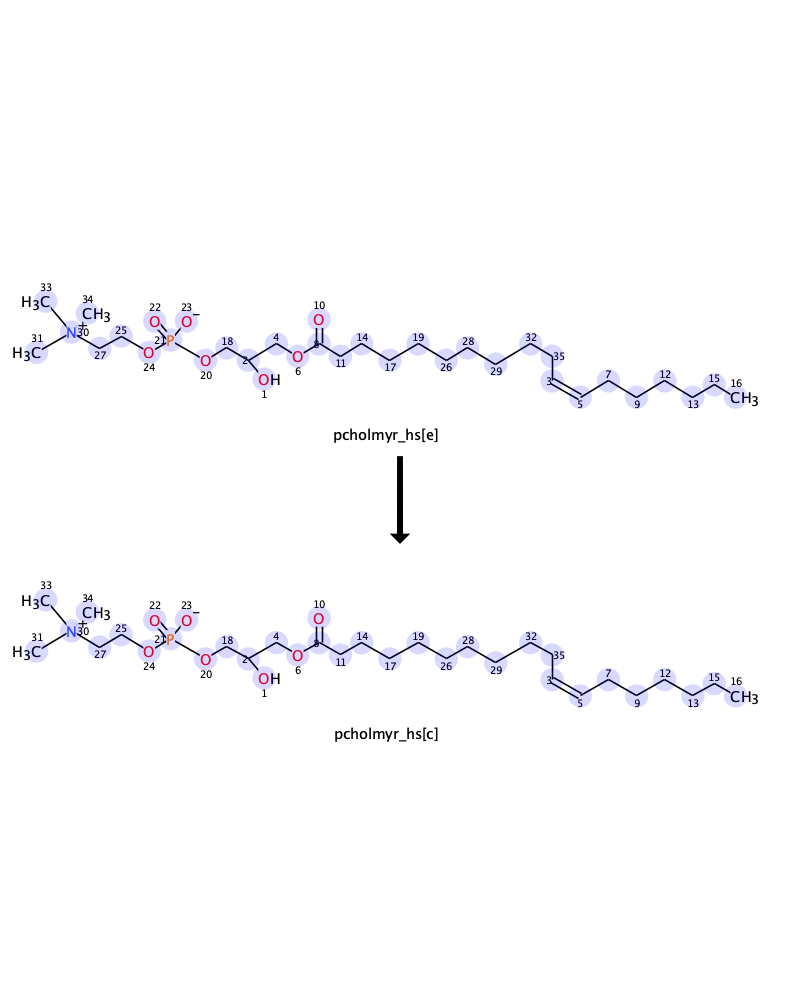 33
H₃C
34
CH₃
22
O
23
O⁻
10
O
31
H₃C
N⁺
30
27
25
O
24
21
P
O
20
18
2
OH
1
4
O
6
8
11
14
17
19
26
28
29
32
35
3
5
7
9
12
13
15
16
CH₃
pcholmyr_hs[e]
33
H₃C
34
CH₃
22
O
23
O⁻
10
O
31
H₃C
N⁺
30
27
25
O
24
21
P
O
20
18
2
OH
1
4
O
6
8
11
14
17
19
26
28
29
32
35
3
5
7
9
12
13
15
16
CH₃
pcholmyr_hs[c]